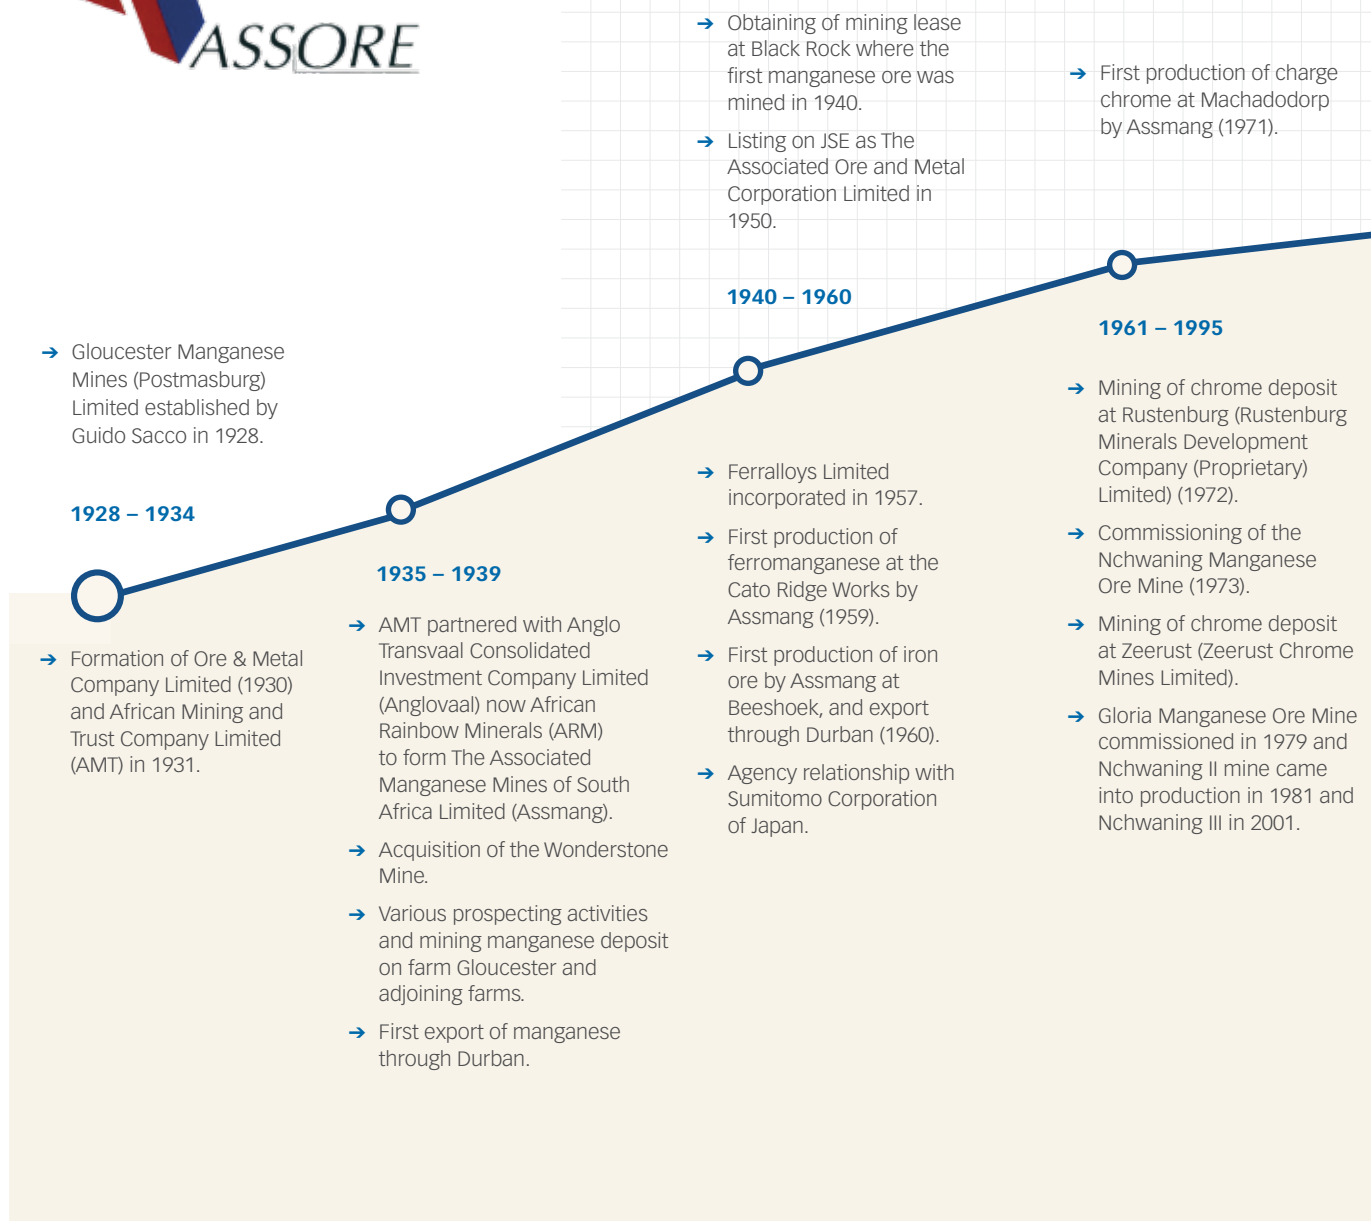 ASSORE
➔ Gloucester Manganese
Mines (Postmasburg)
Limited established by
Guido Sacco in 1928.
1928 – 1934
➔ Formation of Ore & Metal
Company Limited (1930)
and African Mining and
Trust Company Limited
(AMT) in 1931.
1935 – 1939
➔ AMT partnered with Anglo
Transvaal Consolidated
Investment Company Limited
(Anglovaal) now African
Rainbow Minerals (ARM)
to form The Associated
Manganese Mines of South
Africa Limited (Assmang).
➔ Acquisition of the Wonderstone
Mine.
➔ Various prospecting activities
and mining manganese deposit
on farm Gloucester and
adjoining farms.
➔ First export of manganese
through Durban.
➔ Obtaining of mining lease
at Black Rock where the
first manganese ore was
mined in 1940.
➔ Listing on JSE as The
Associated Ore and Metal
Corporation Limited in
1950.
1940 – 1960
➔ Ferralloys Limited
incorporated in 1957.
➔ First production of
ferromanganese at the
Cato Ridge Works by
Assmang (1959).
➔ First production of iron
ore by Assmang at
Beeshoek, and export
through Durban (1960).
➔ Agency relationship with
Sumitomo Corporation
of Japan.
➔ First production of charge
chrome at Machadodorp
by Assmang (1971).
1961 – 1995
➔ Mining of chrome deposit
at Rustenburg (Rustenburg
Minerals Development
Company (Proprietary)
Limited) (1972).
➔ Commissioning of the
Nchwaning Manganese
Ore Mine (1973).
➔ Mining of chrome deposit
at Zeerust (Zeerust Chrome
Mines Limited).
➔ Gloria Manganese Ore Mine
commissioned in 1979 and
Nchwaning II mine came
into production in 1981 and
Nchwaning III in 2001.